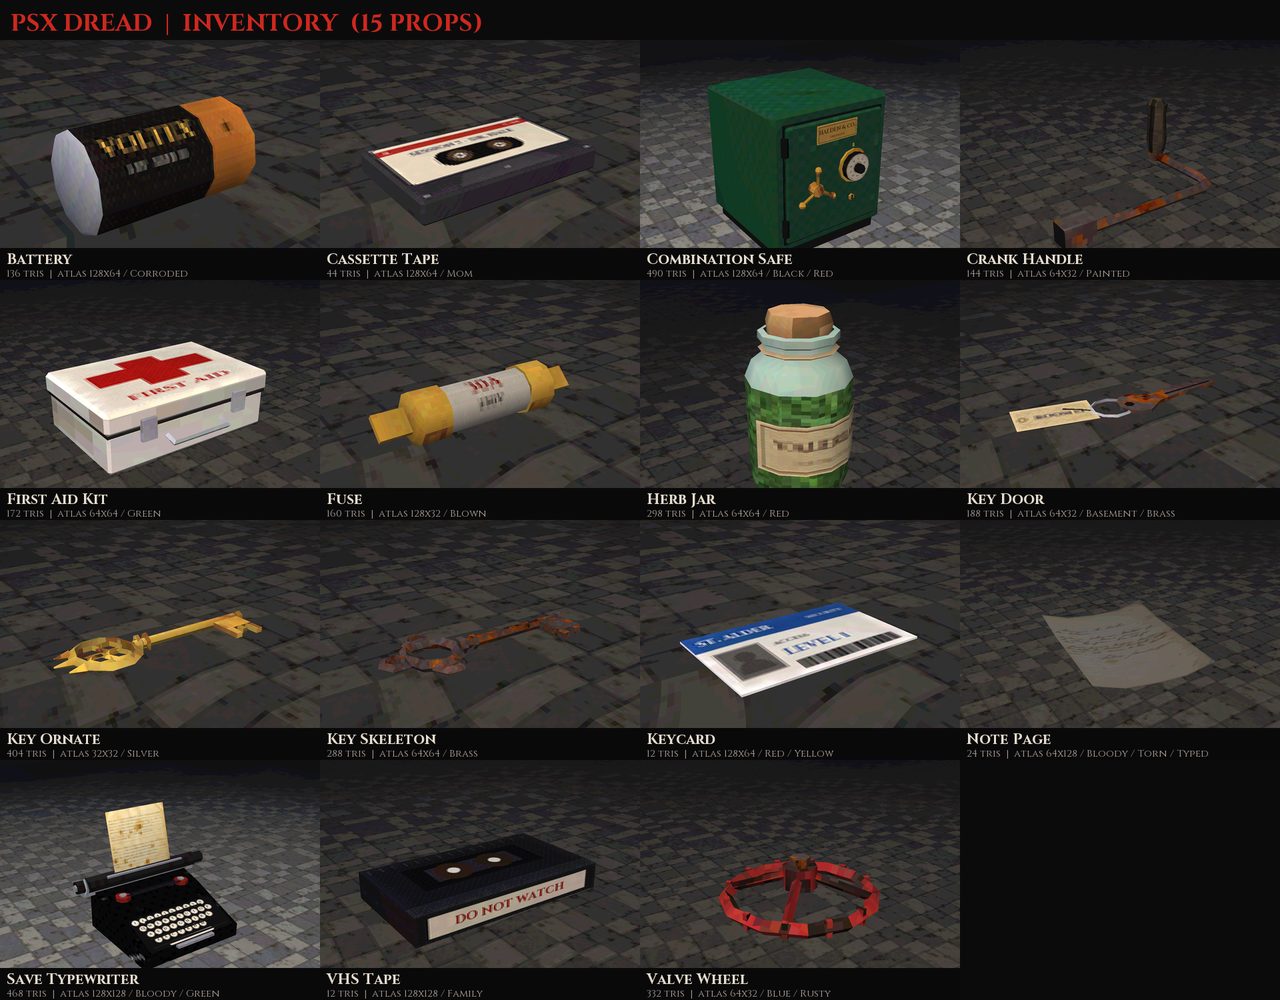 PSX DREAD | INVENTORY (15 PROPS)
VOLTEX
BATTERY
136 TRIS | ATLAS 128X64 / CORRODED
CASSETTE TAPE
44 TRIS | ATLAS 128X64 / MOM
COMBINATION SAFE
490 TRIS | ATLAS 128X64 / BLACK / RED
CRANK HANDLE
144 TRIS | ATLAS 64X32 / PAINTED
FIRST AID
FIRST AID KIT
172 TRIS | ATLAS 64X64 / GREEN
30A
FUSE
160 TRIS | ATLAS 128X32 / BLOWN
HERB JAR
298 TRIS | ATLAS 64X64 / RED
KEY DOOR
188 TRIS | ATLAS 64X32 / BASEMENT / BRASS
KEY ORNATE
404 TRIS | ATLAS 32X32 / SILVER
KEY SKELETON
288 TRIS | ATLAS 64X64 / BRASS
ST. ALDER
ACCESS
LEVEL 1
KEYCARD
12 TRIS | ATLAS 128X64 / RED / YELLOW
NOTE PAGE
24 TRIS | ATLAS 64X128 / BLOODY / TORN / TYPED
SAVE TYPEWRITER
468 TRIS | ATLAS 128X128 / BLOODY / GREEN
DO NOT WATCH
VHS TAPE
12 TRIS | ATLAS 128X128 / FAMILY
VALVE WHEEL
332 TRIS | ATLAS 64X32 / BLUE / RUSTY